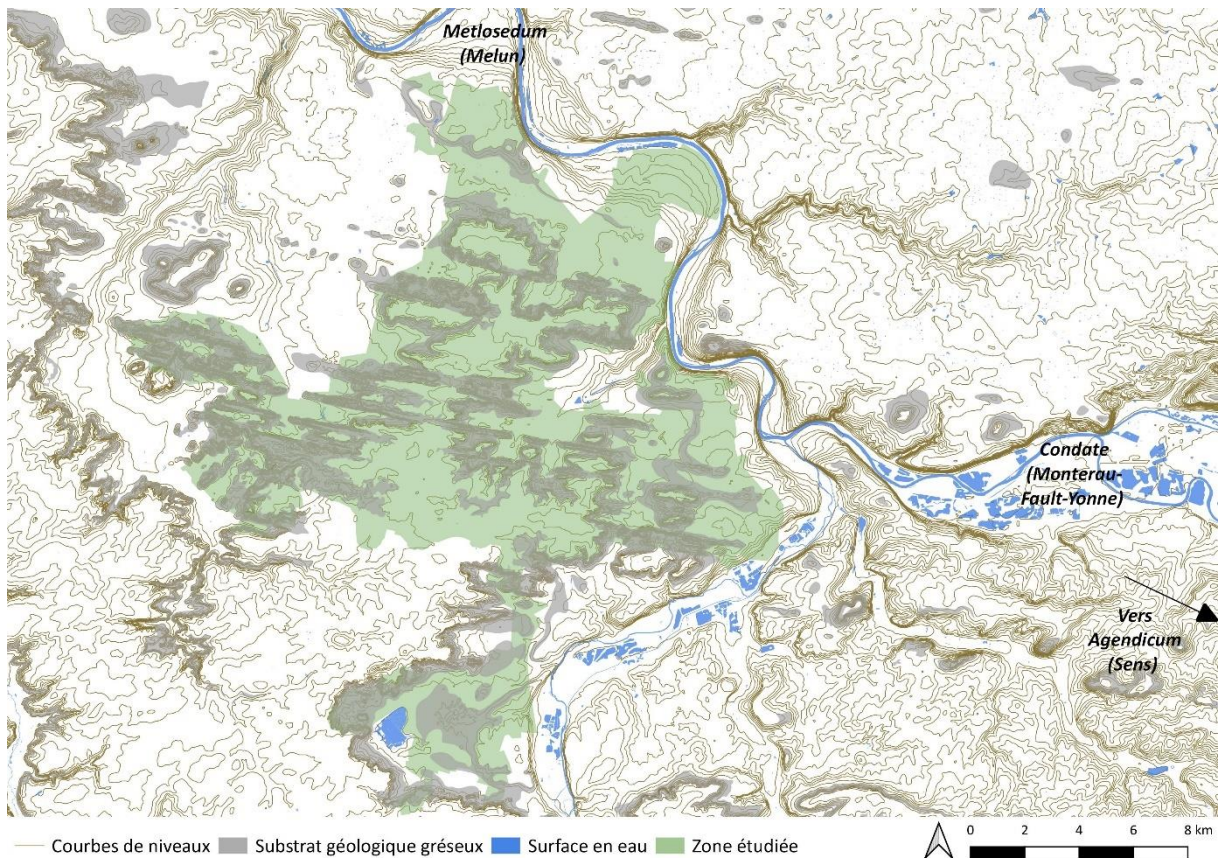 Metlosedum
(Melun)
Condate
(Monterau-
Fault-Yonne)
Vers
Agendicum
(Sens)
Courbes de niveaux
Substrat géologique gréseux
Surface en eau
Zone étudiée
0 2 4 6 8 km